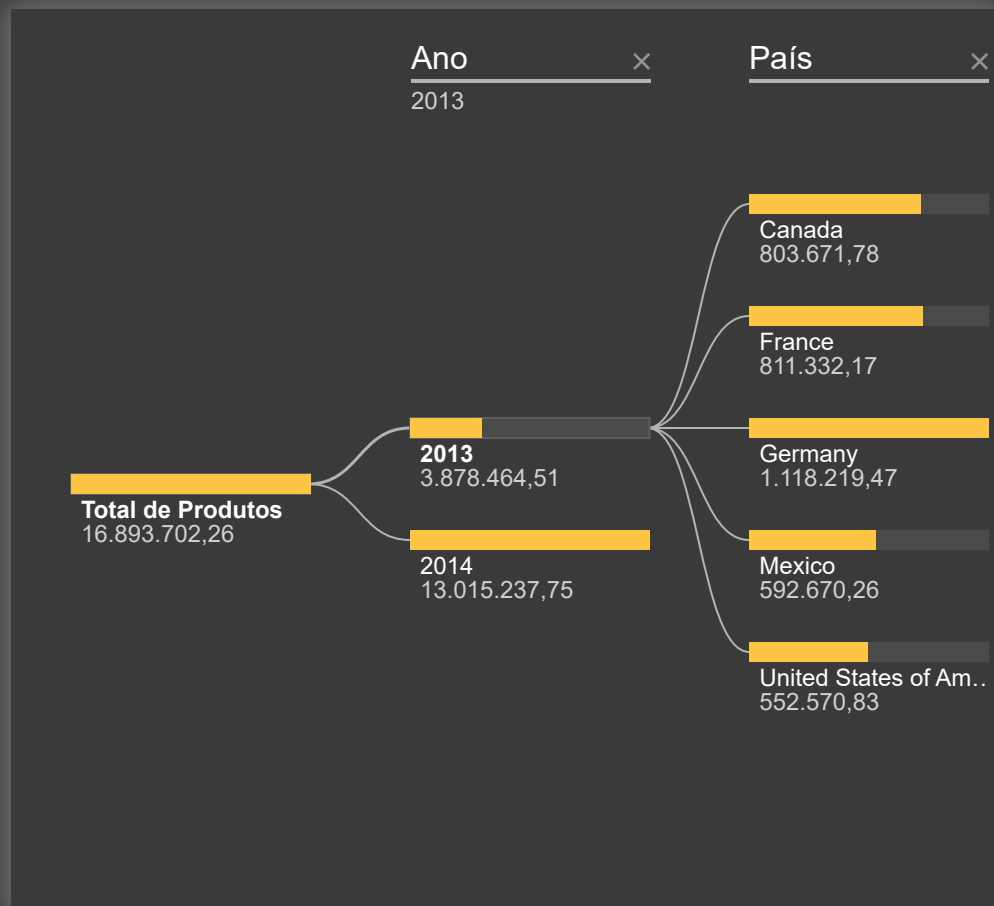 Ano
2013
País
Canada
803.671,78
France
811.332,17
2013
3.878.464,51
Germany
1.118.219,47
Total de Produtos
16.893.702,26
2014
13.015.237,75
Mexico
592.670,26
United States of Am…
552.570,83